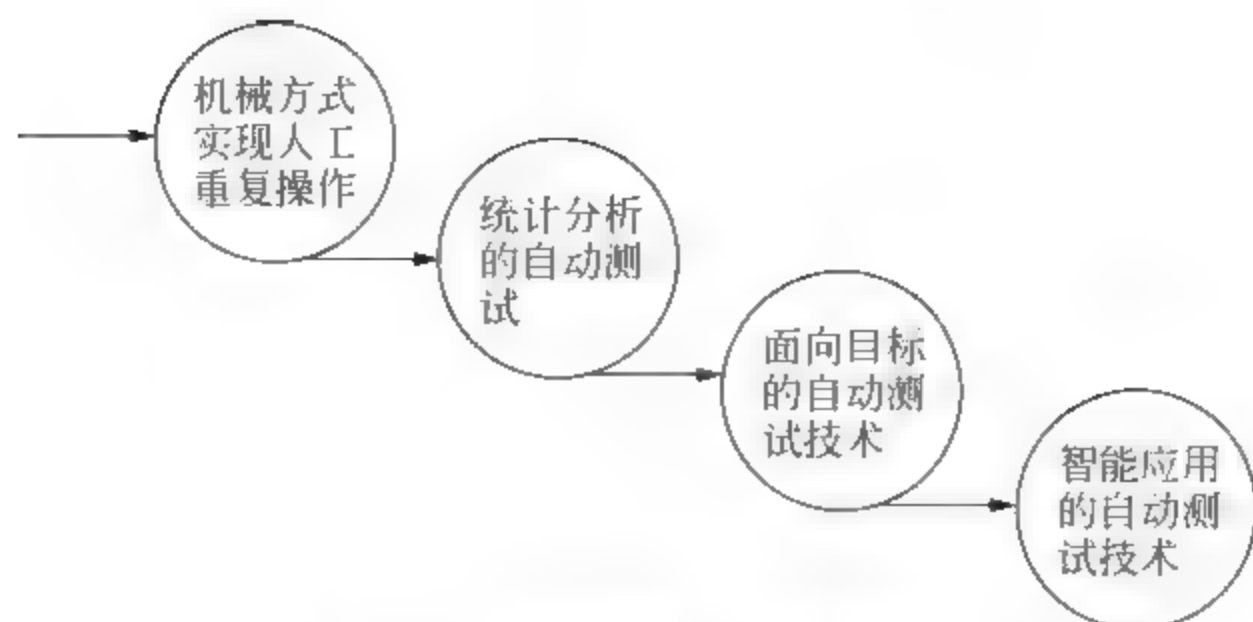 机械方式
实现人工
重复操作
统计分析
的自动测
试
面向目标
的自动测
试技术
智能应用
的自动测
试技术